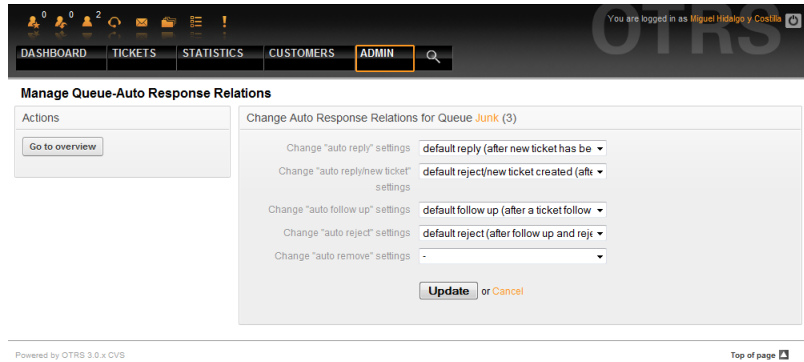 0 0 2
You are logged in as Miguel Hidalgo y Costilla
OTRS
DASHBOARD TICKETS STATISTICS CUSTOMERS ADMIN
Manage Queue-Auto Response Relations
Actions
Go to overview
Change Auto Response Relations for Queue Junk (3)
Change "auto reply" settings default reply (after new ticket has be
Change "auto reply/new ticket" settings default reject/new ticket created (afte
Change "auto follow up" settings default follow up (after a ticket follow
Change "auto reject" settings default reject (after follow up and reje
Change "auto remove" settings -
Update or Cancel
Powered by OTRS 3.0.x CVS
Top of page